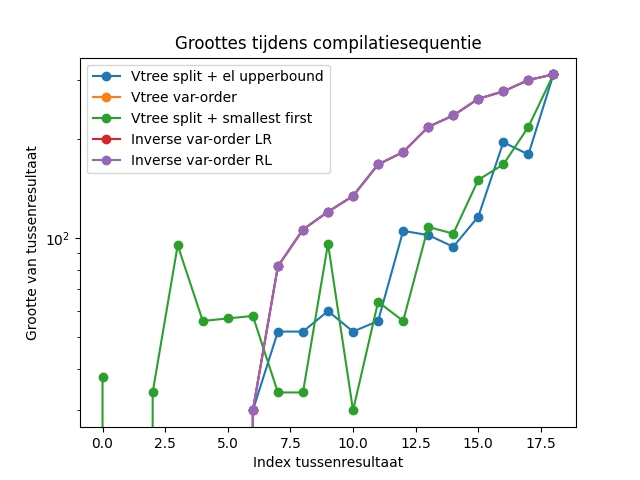 Groottes tijdens compilatiesequentie
Vtree split + el upperbound
Vtree var-order
Vtree split + smallest first
Inverse var-order LR
Inverse var-order RL
Grootte van tussenresultaat
10²
0.0 2.5 5.0 7.5 10.0 12.5 15.0 17.5
Index tussenresultaat